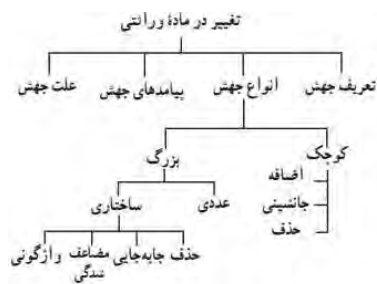 تغییر در مادهٔ وراثتی
تعریف جهش
انواع جهش
پیامدهای جهش
علت جهش
کوچک
بزرگ
اضافه
جانشینی
حذف
عددی
ساختاری
حذف
جابه‌جایی
مضاعف شدگی
واژگونی